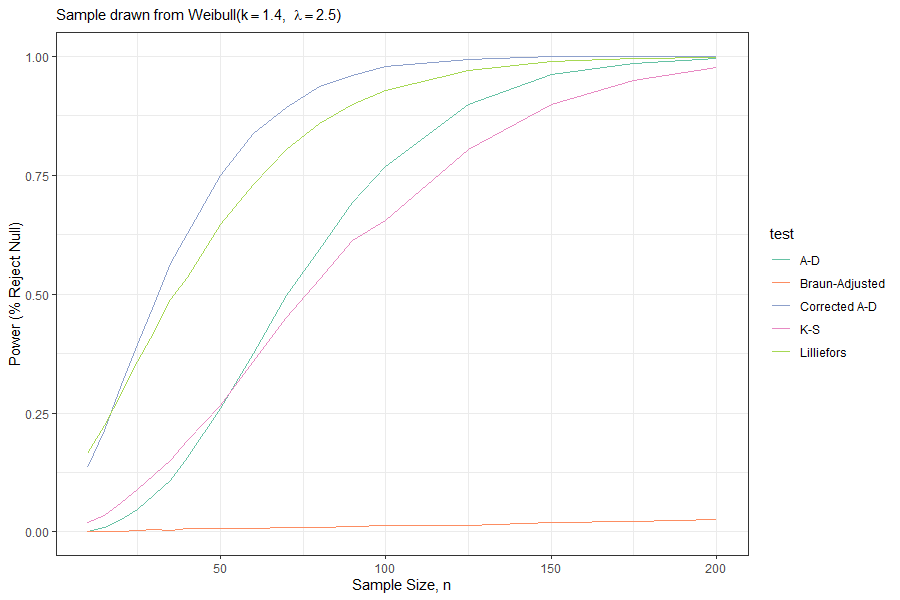 Sample drawn from Weibull(k = 1.4, λ = 2.5)
Power (% Reject Null)
1.00
0.75
0.50
0.25
0.00
50
100
150
200
Sample Size, n
test
A-D
Braun-Adjusted
Corrected A-D
K-S
Lilliefors